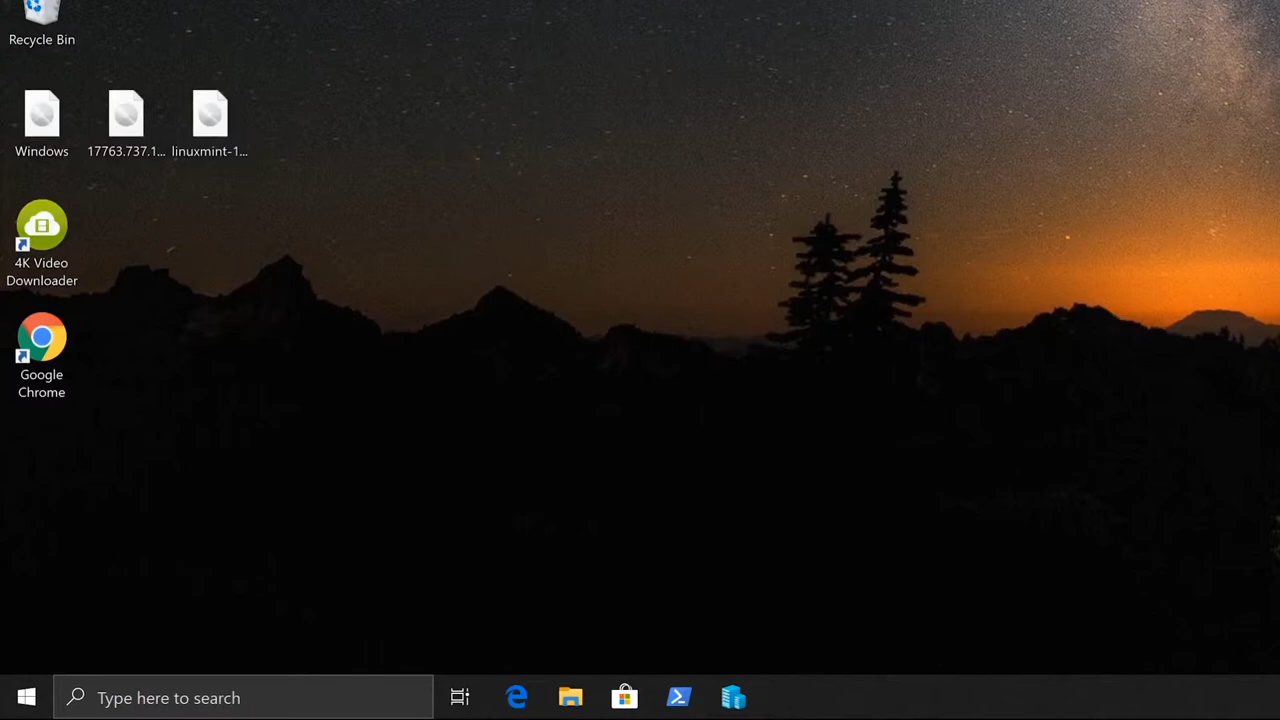 Recycle Bin
Windows
17763.737.1...
linuxmint-1...
4K Video
Downloader
Google
Chrome
Type here to search